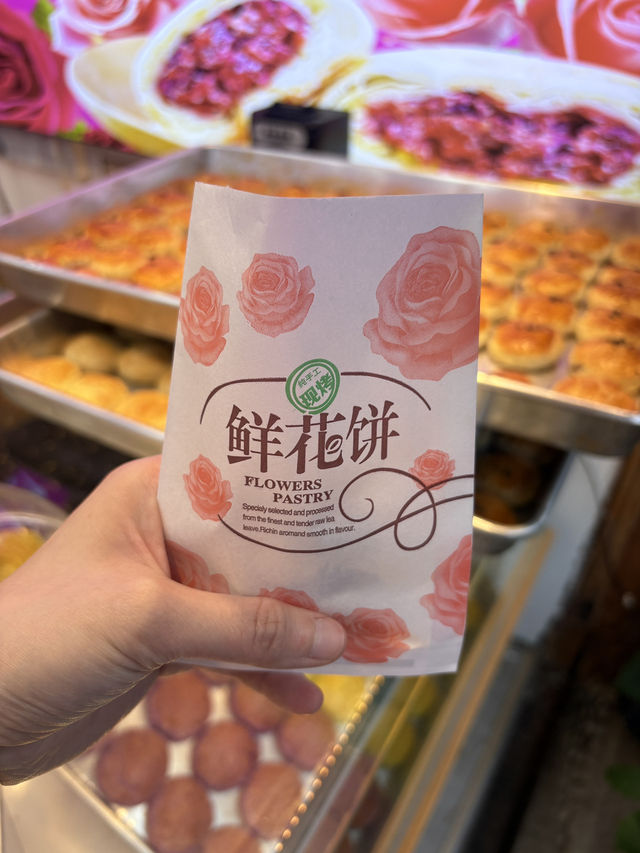 纯手工
现烤
鲜花饼
FLOWERS
PASTRY
Specialy selected and processed
from the finest and tender raw tea
leave.Richin aromand smooth in flavour.